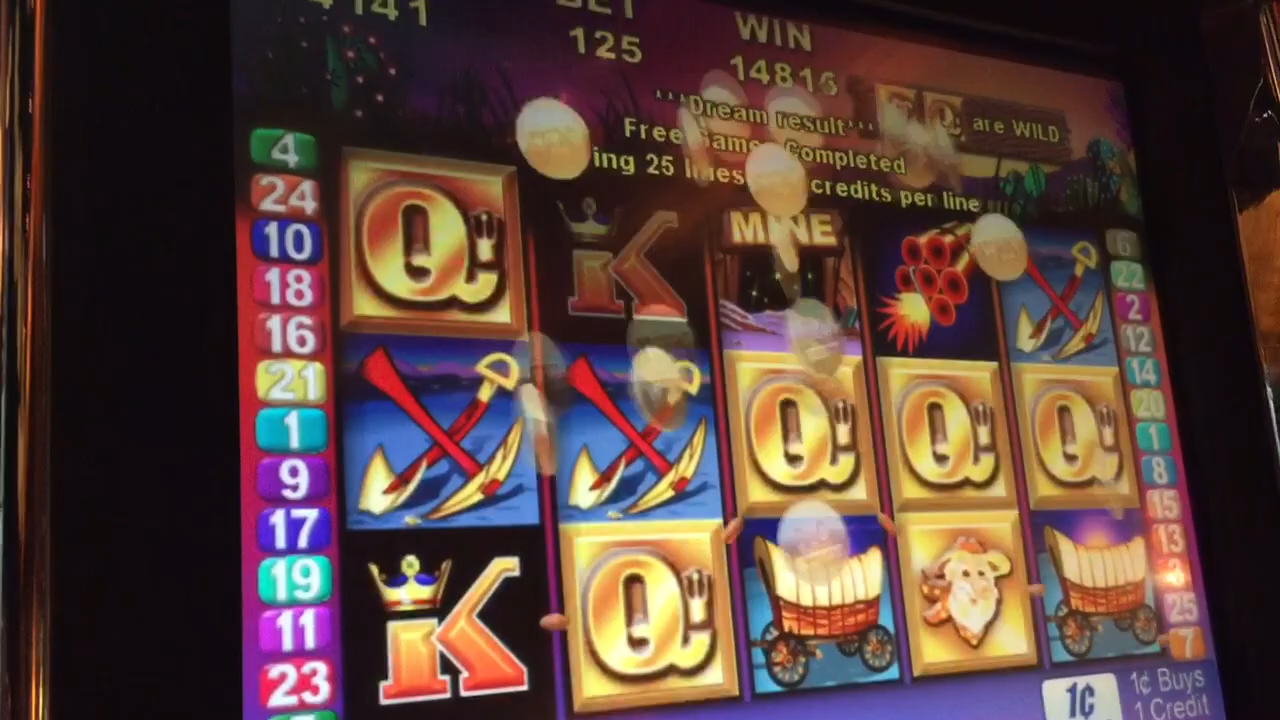 BET
WIN
125
14816
***Dream result***
Free Games Completed
ing 25 lines
credits per line
Q are WILD
4
24
10
18
16
21
1
9
17
19
11
23
Q
K
MINE
Q
Q
Q
K
Q
6
22
2
12
14
20
1
8
15
13
3
25
7
1¢
1¢ Buys
1 Credit